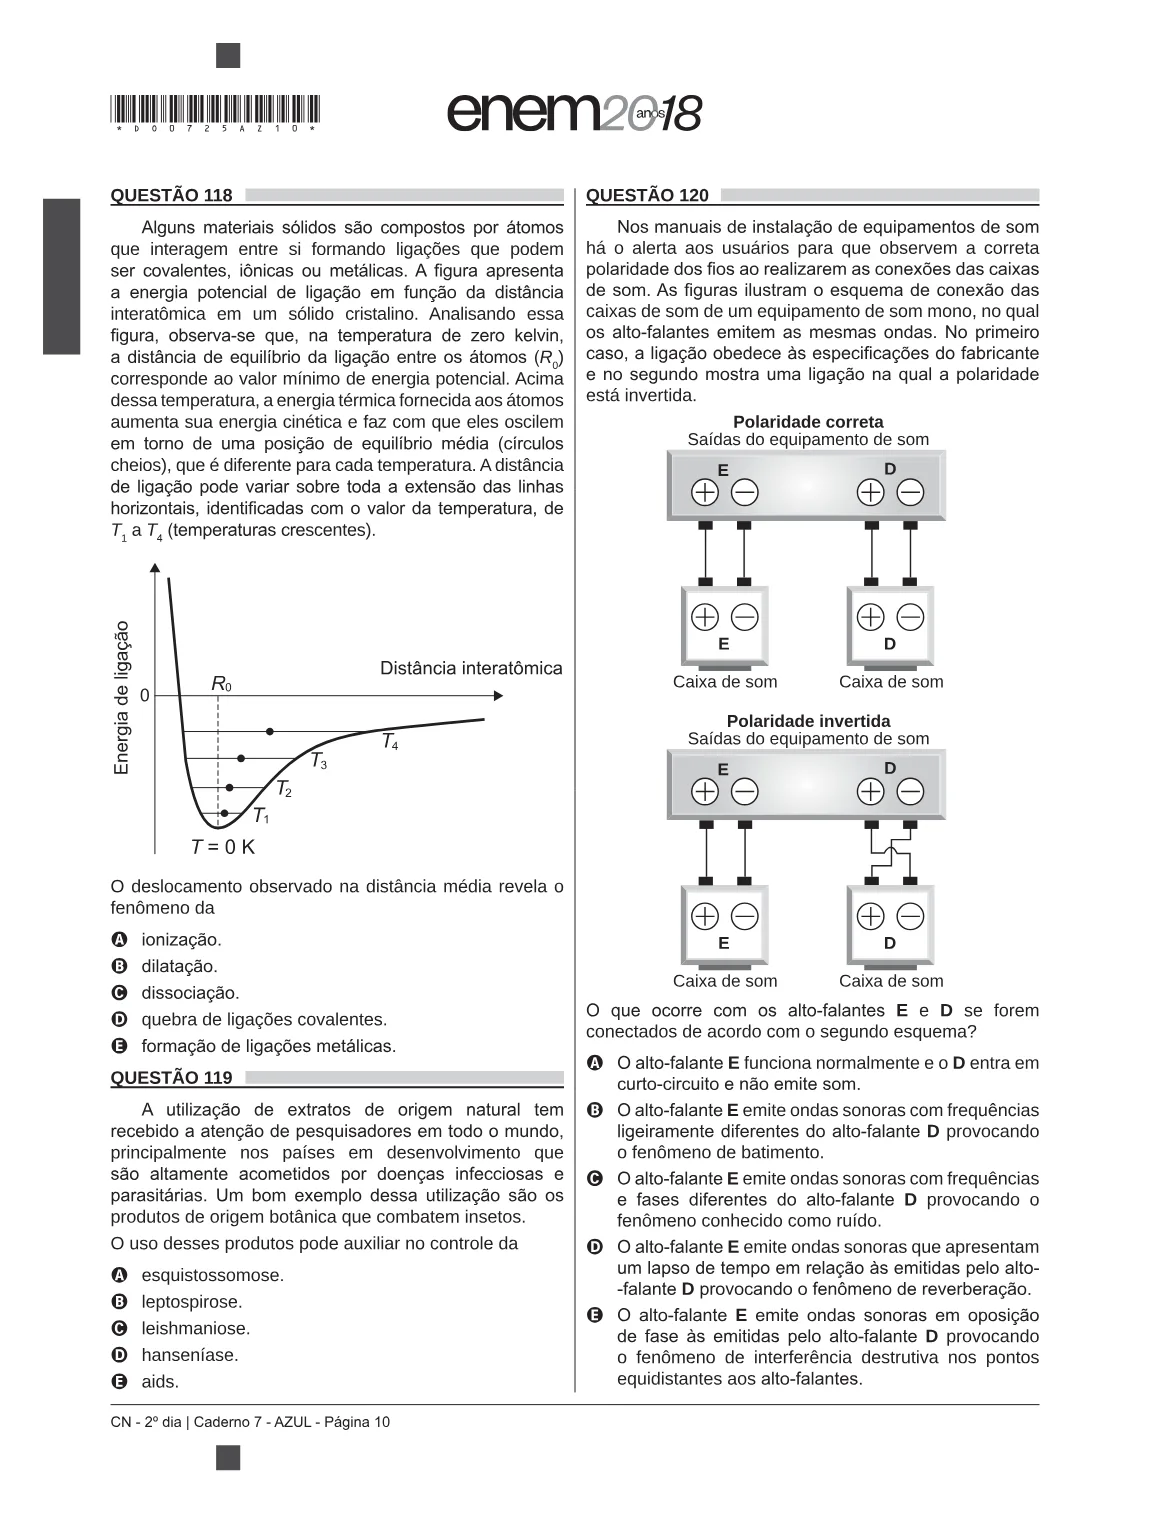 *D0725AZ10*
enem20anos18
QUESTÃO 118
Alguns materiais sólidos são compostos por átomos
que interagem entre si formando ligações que podem
ser covalentes, iônicas ou metálicas. A figura apresenta
a energia potencial de ligação em função da distância
interatômica em um sólido cristalino. Analisando essa
figura, observa-se que, na temperatura de zero kelvin,
a distância de equilíbrio da ligação entre os átomos (R0)
corresponde ao valor mínimo de energia potencial. Acima
dessa temperatura, a energia térmica fornecida aos átomos
aumenta sua energia cinética e faz com que eles oscilem
em torno de uma posição de equilíbrio média (círculos
cheios), que é diferente para cada temperatura. A distância
de ligação pode variar sobre toda a extensão das linhas
horizontais, identificadas com o valor da temperatura, de
T1 a T4 (temperaturas crescentes).
Energia de ligação
Distância interatômica
R0
0
T4
T3
T2
T1
T = 0 K
O deslocamento observado na distância média revela o
fenômeno da
A ionização.
B dilatação.
C dissociação.
D quebra de ligações covalentes.
E formação de ligações metálicas.
QUESTÃO 119
A utilização de extratos de origem natural tem
recebido a atenção de pesquisadores em todo o mundo,
principalmente nos países em desenvolvimento que
são altamente acometidos por doenças infecciosas e
parasitárias. Um bom exemplo dessa utilização são os
produtos de origem botânica que combatem insetos.
O uso desses produtos pode auxiliar no controle da
A esquistossomose.
B leptospirose.
C leishmaniose.
D hanseníase.
E aids.
QUESTÃO 120
Nos manuais de instalação de equipamentos de som
há o alerta aos usuários para que observem a correta
polaridade dos fios ao realizarem as conexões das caixas
de som. As figuras ilustram o esquema de conexão das
caixas de som de um equipamento de som mono, no qual
os alto-falantes emitem as mesmas ondas. No primeiro
caso, a ligação obedece às especificações do fabricante
e no segundo mostra uma ligação na qual a polaridade
está invertida.
Polaridade correta
Saídas do equipamento de som
E D
+ − + −
+ − + −
E D
Caixa de som Caixa de som
Polaridade invertida
Saídas do equipamento de som
E D
+ − + −
+ − + −
E D
Caixa de som Caixa de som
O que ocorre com os alto-falantes E e D se forem
conectados de acordo com o segundo esquema?
A O alto-falante E funciona normalmente e o D entra em
curto-circuito e não emite som.
B O alto-falante E emite ondas sonoras com frequências
ligeiramente diferentes do alto-falante D provocando
o fenômeno de batimento.
C O alto-falante E emite ondas sonoras com frequências
e fases diferentes do alto-falante D provocando o
fenômeno conhecido como ruído.
D O alto-falante E emite ondas sonoras que apresentam
um lapso de tempo em relação às emitidas pelo alto-
-falante D provocando o fenômeno de reverberação.
E O alto-falante E emite ondas sonoras em oposição
de fase às emitidas pelo alto-falante D provocando
o fenômeno de interferência destrutiva nos pontos
equidistantes aos alto-falantes.
CN - 2º dia | Caderno 7 - AZUL - Página 10